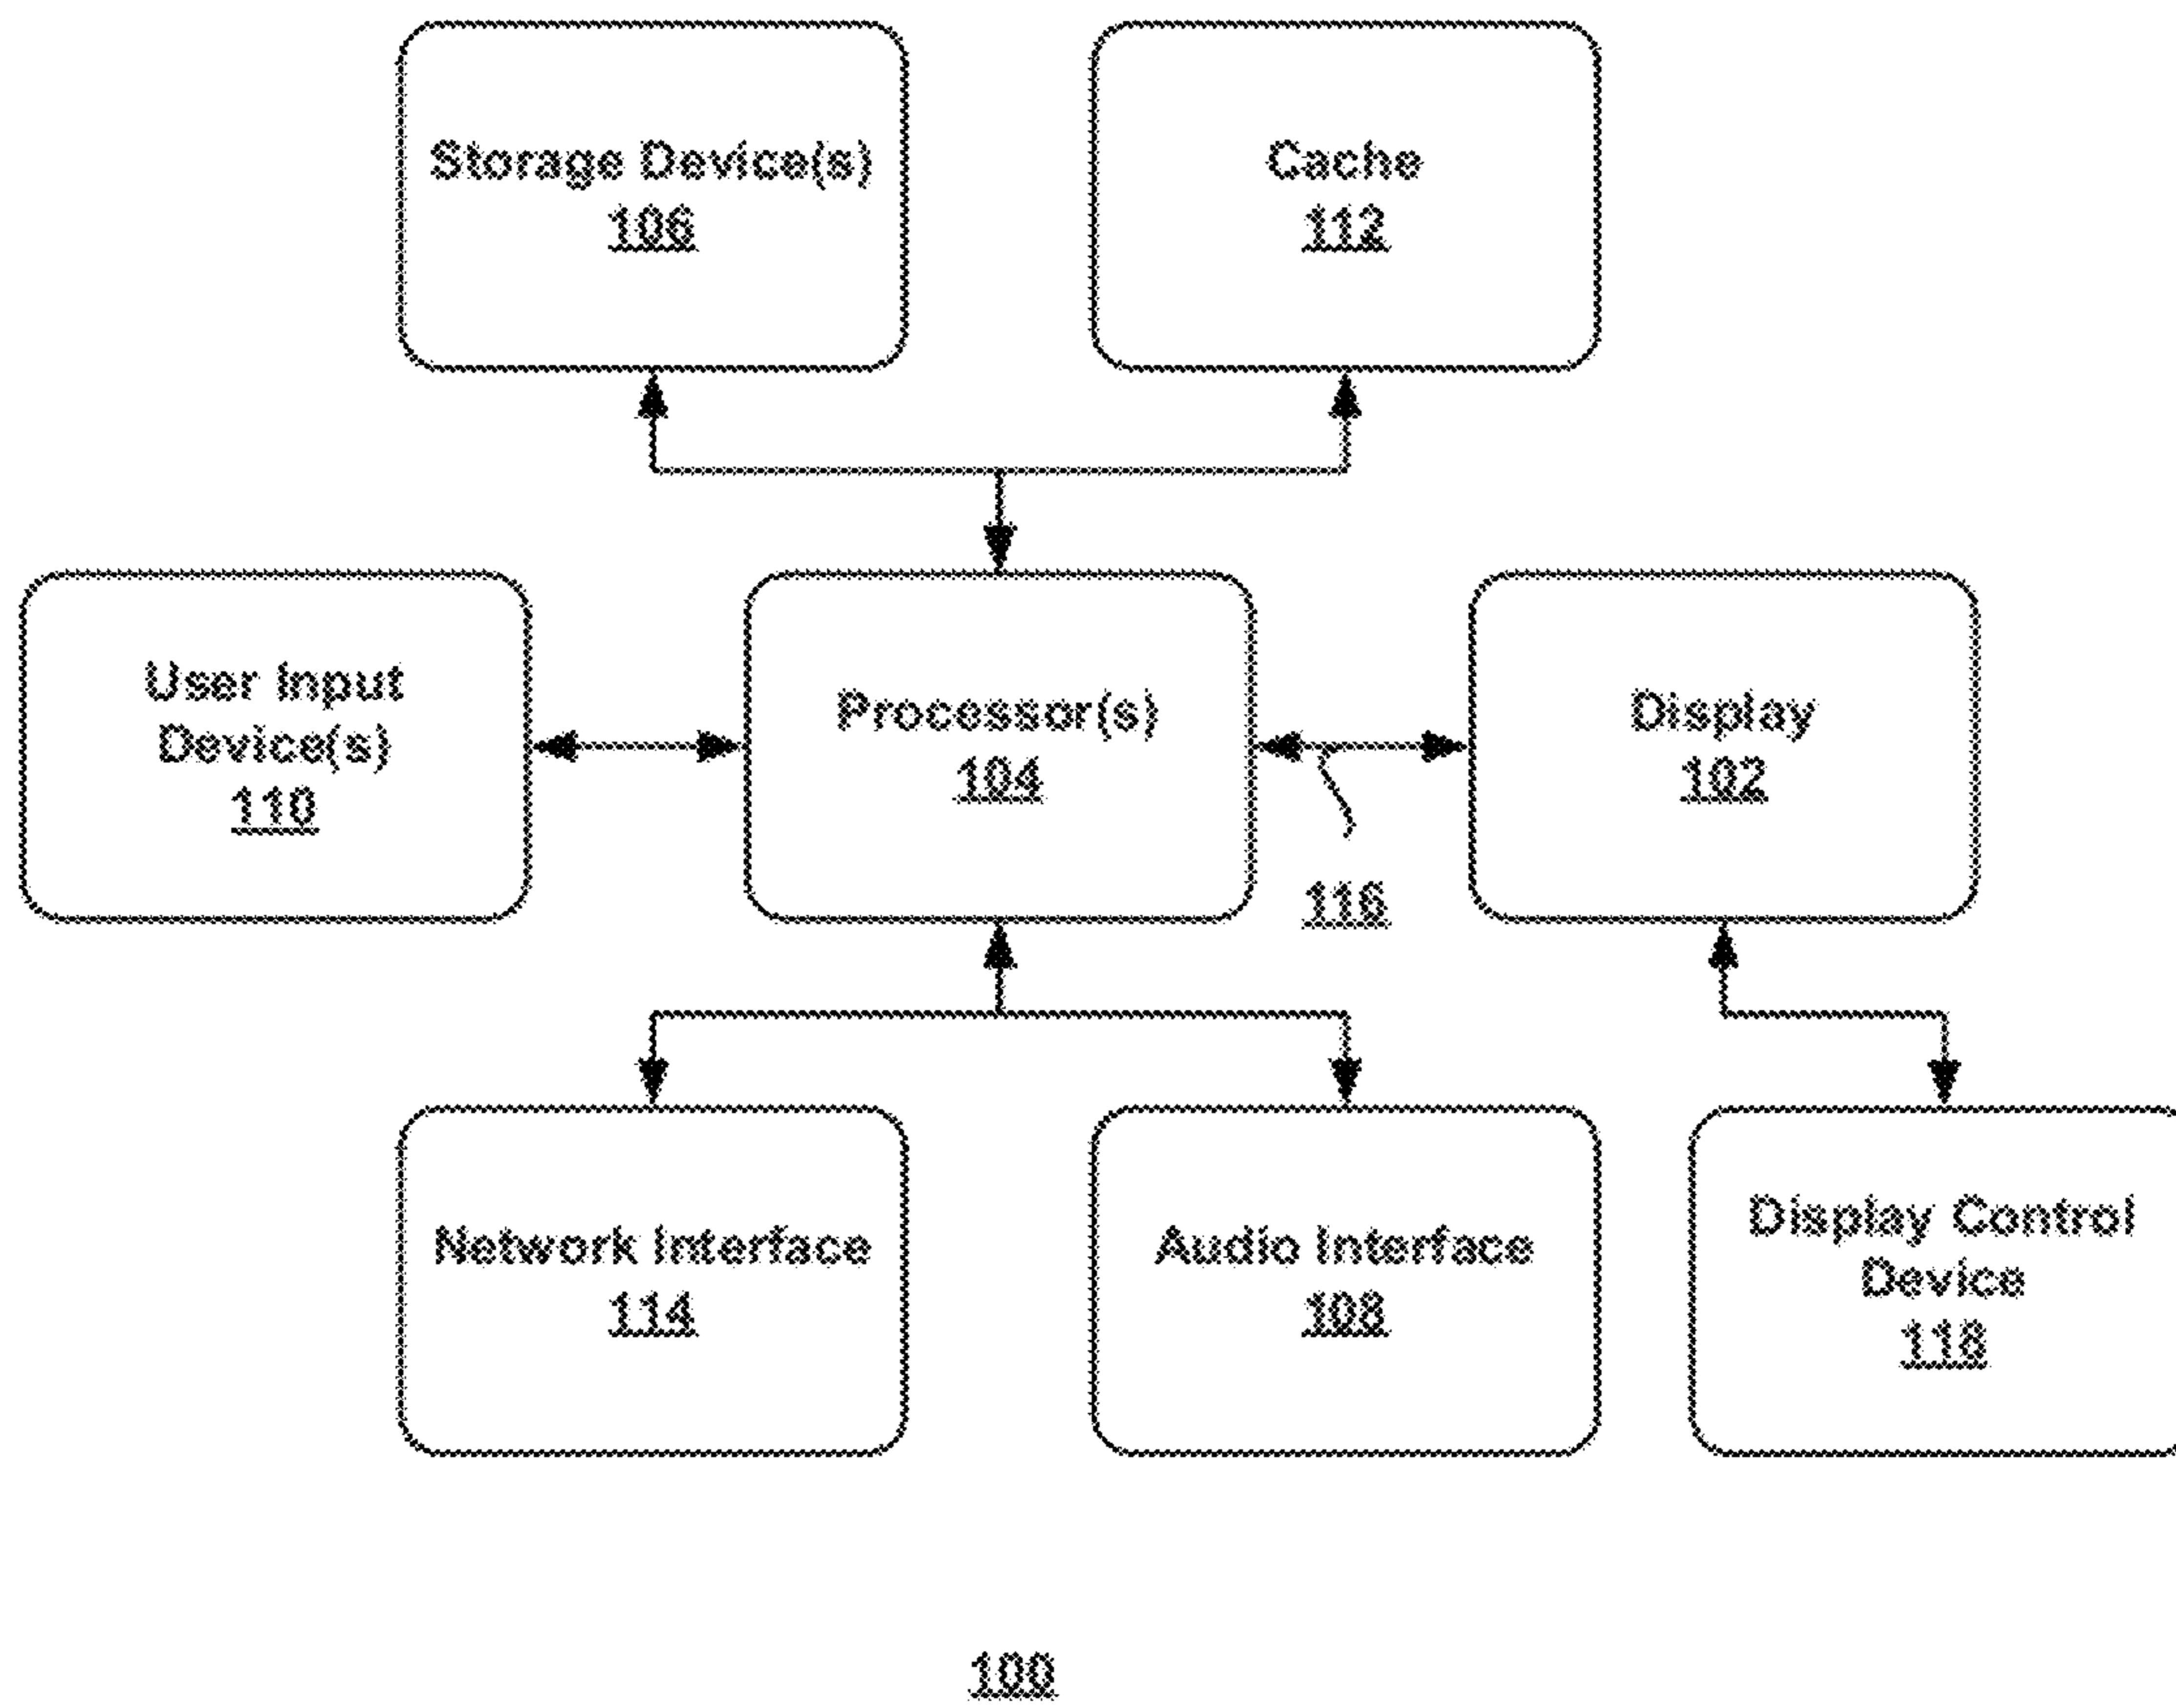 Storage Device(s)
106
Cache
112
User Input
Device(s)
110
Processor(s)
104
116
Display
102
Network Interface
114
Audio Interface
108
Display Control
Device
118
100